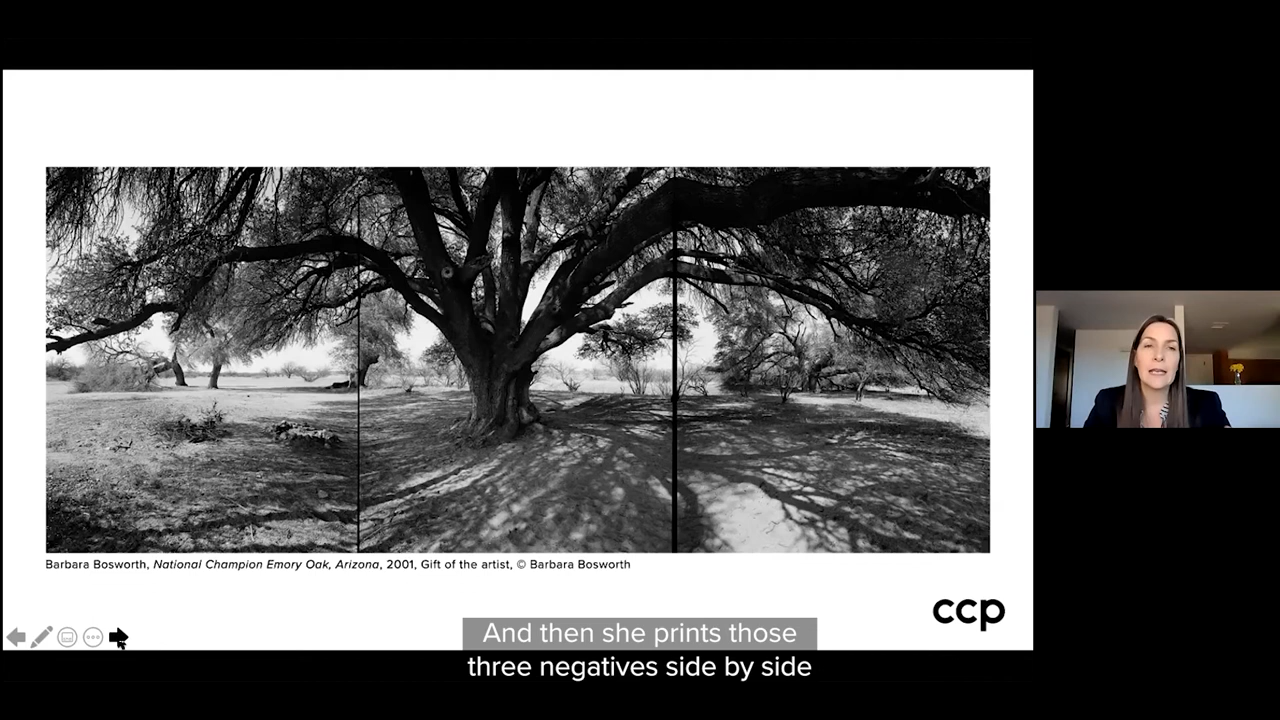 Barbara Bosworth, National Champion Emory Oak, Arizona, 2001, Gift of the artist, © Barbara Bosworth
ccp
And then she prints those
three negatives side by side